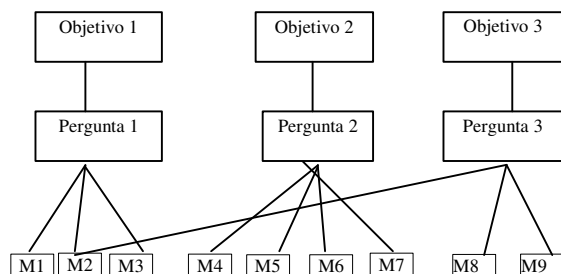 Objetivo 1 Objetivo 2 Objetivo 3
Pergunta 1 Pergunta 2 Pergunta 3
M1 M2 M3 M4 M5 M6 M7 M8 M9